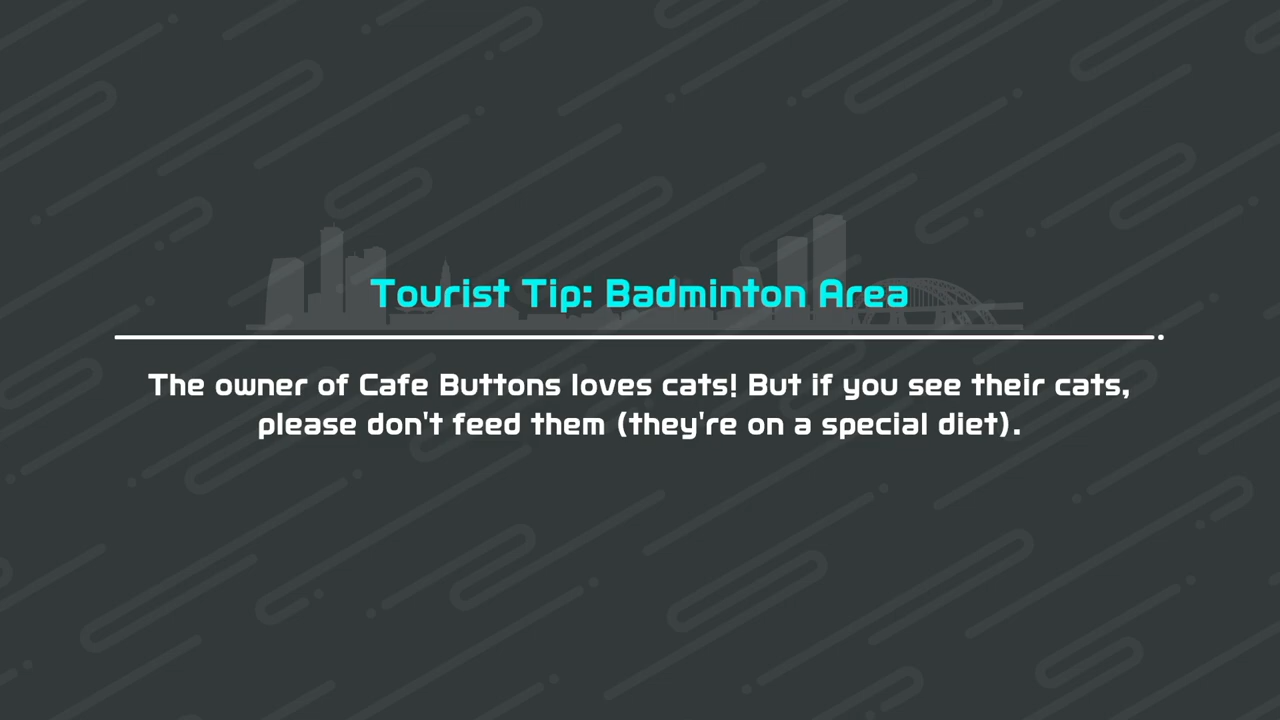 Tourist Tip: Badminton Area
The owner of Cafe Buttons loves cats! But if you see their cats,
please don't feed them (they're on a special diet).